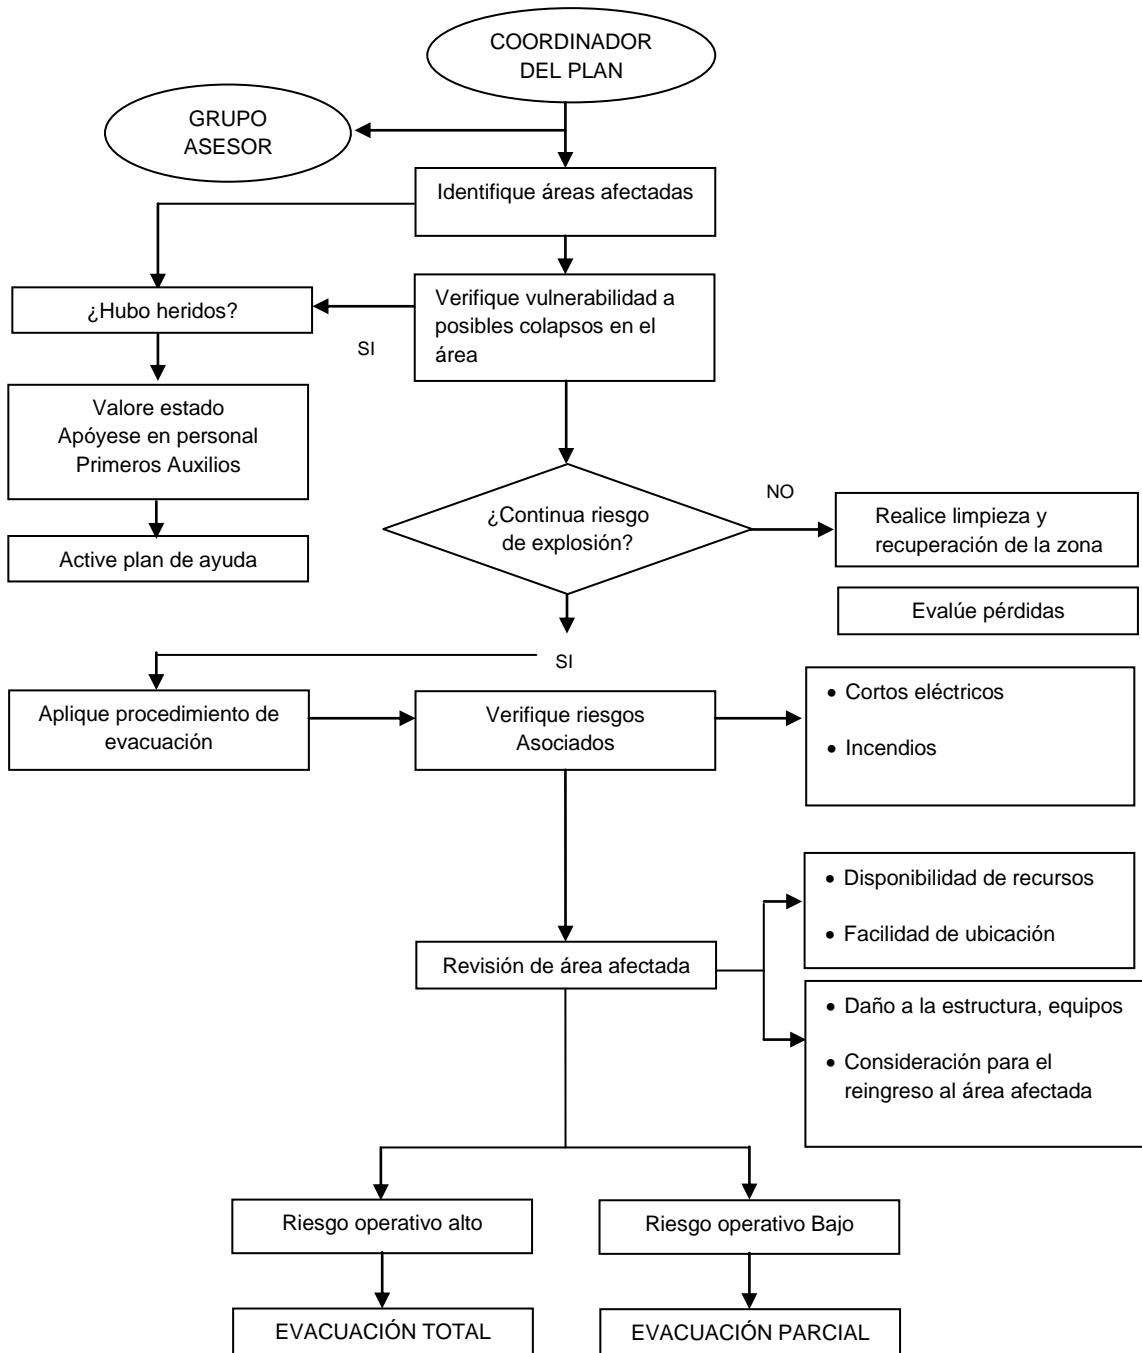 COORDINADOR
DEL PLAN
GRUPO
ASESOR
Identifique áreas afectadas
¿Hubo heridos?
SI
Verifique vulnerabilidad a
posibles colapsos en el
área
Valore estado
Apóyese en personal
Primeros Auxilios
Active plan de ayuda
¿Continua riesgo
de explosión?
NO
Realice limpieza y
recuperación de la zona
Evalúe pérdidas
SI
Aplique procedimiento de
evacuación
Verifique riesgos
Asociados
• Cortos eléctricos
• Incendios
Revisión de área afectada
• Disponibilidad de recursos
• Facilidad de ubicación
• Daño a la estructura, equipos
• Consideración para el
reingreso al área afectada
Riesgo operativo alto
Riesgo operativo Bajo
EVACUACIÓN TOTAL
EVACUACIÓN PARCIAL